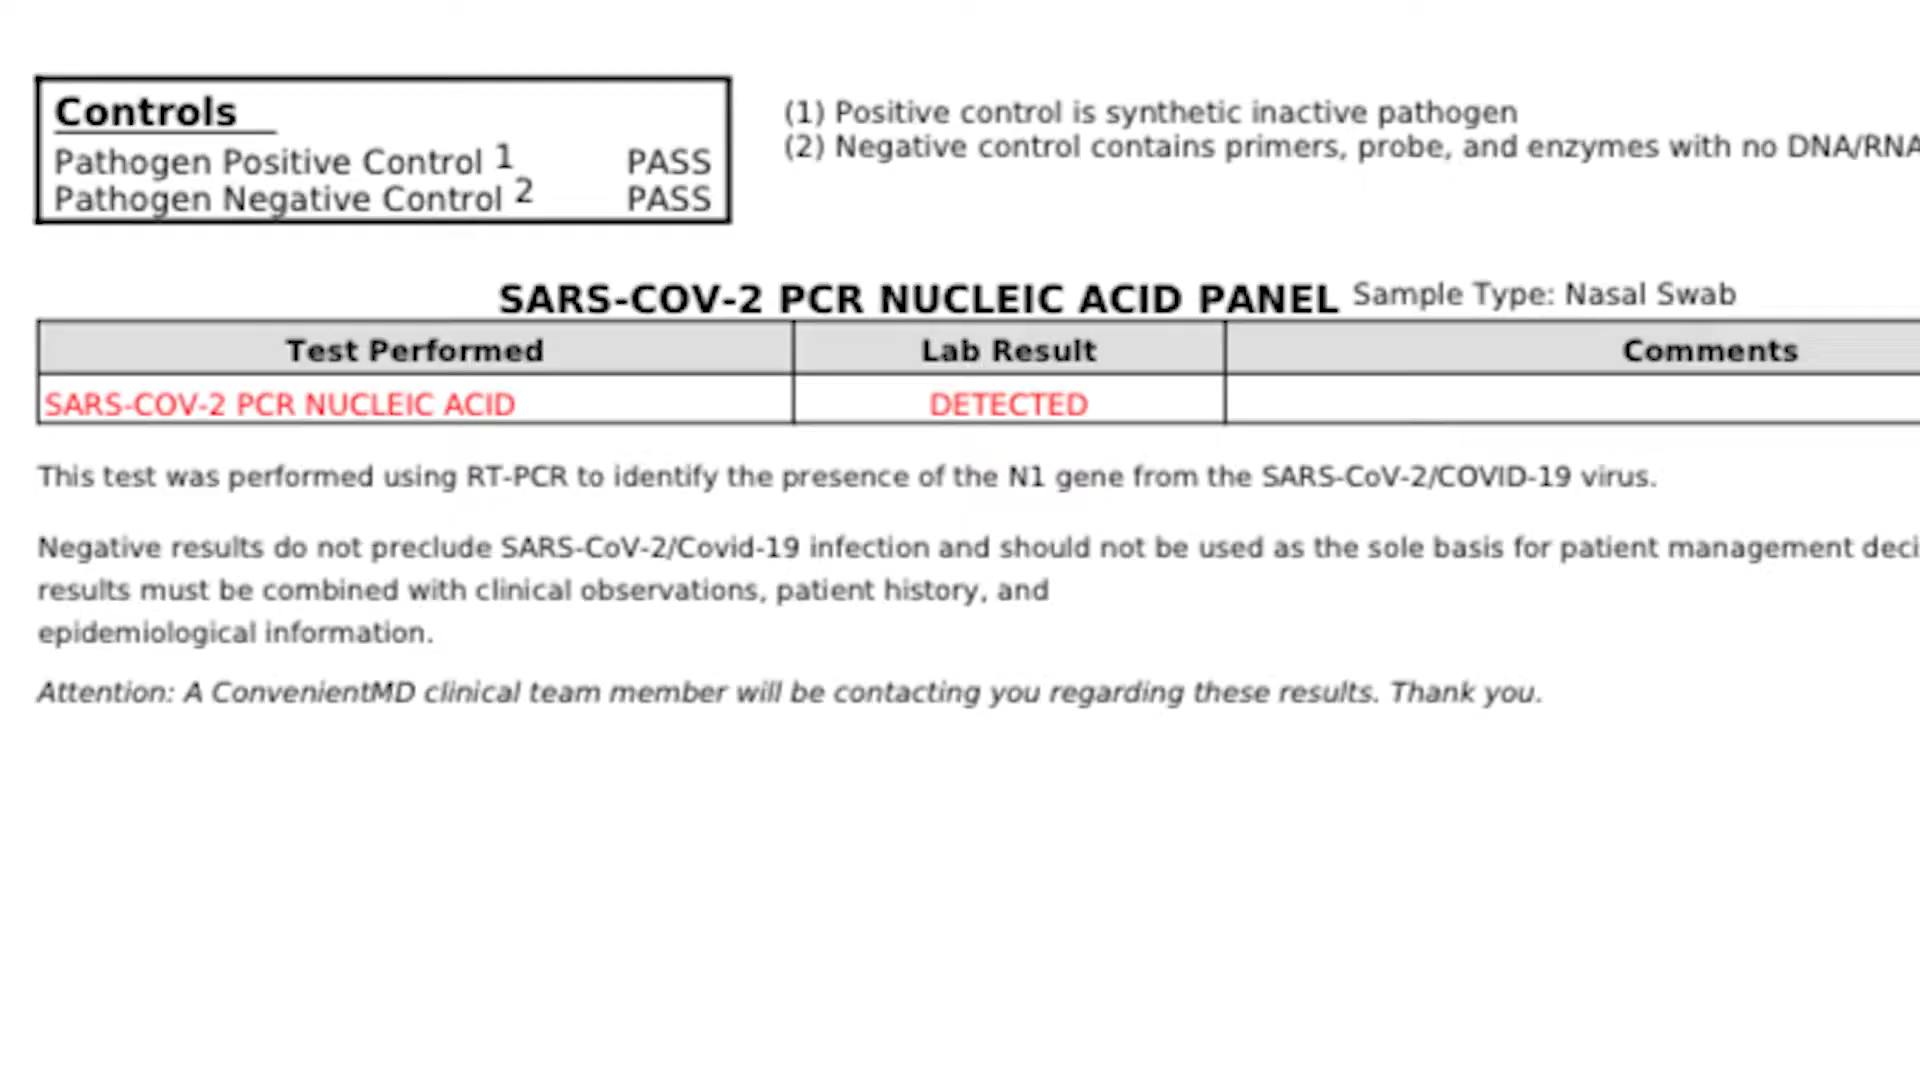 Controls
Pathogen Positive Control 1 PASS
Pathogen Negative Control 2 PASS
(1) Positive control is synthetic inactive pathogen
(2) Negative control contains primers, probe, and enzymes with no DNA/RNA
SARS-COV-2 PCR NUCLEIC ACID PANEL Sample Type: Nasal Swab
Test Performed Lab Result Comments
SARS-COV-2 PCR NUCLEIC ACID DETECTED
This test was performed using RT-PCR to identify the presence of the N1 gene from the SARS-CoV-2/COVID-19 virus.
Negative results do not preclude SARS-CoV-2/Covid-19 infection and should not be used as the sole basis for patient management deci
results must be combined with clinical observations, patient history, and
epidemiological information.
Attention: A ConvenientMD clinical team member will be contacting you regarding these results. Thank you.